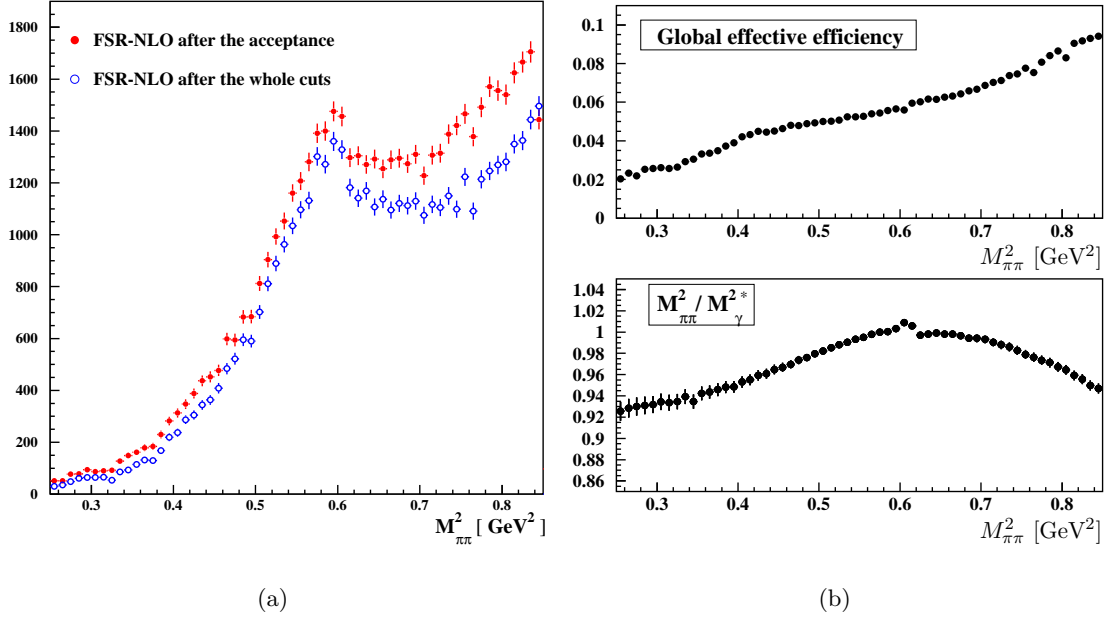 1800
1600
1400
1200
1000
800
600
400
200
0
FSR-NLO after the acceptance
FSR-NLO after the whole cuts
0.3 0.4 0.5 0.6 0.7 0.8
M²ππ [ GeV² ]
(a)
0.1
0.08
0.06
0.04
0.02
0
Global effective efficiency
0.3 0.4 0.5 0.6 0.7 0.8
M²ππ [GeV²]
1.04
1.02
1
0.98
0.96
0.94
0.92
0.9
0.88
0.86
M²ππ / M²γ*
0.3 0.4 0.5 0.6 0.7 0.8
M²ππ [GeV²]
(b)